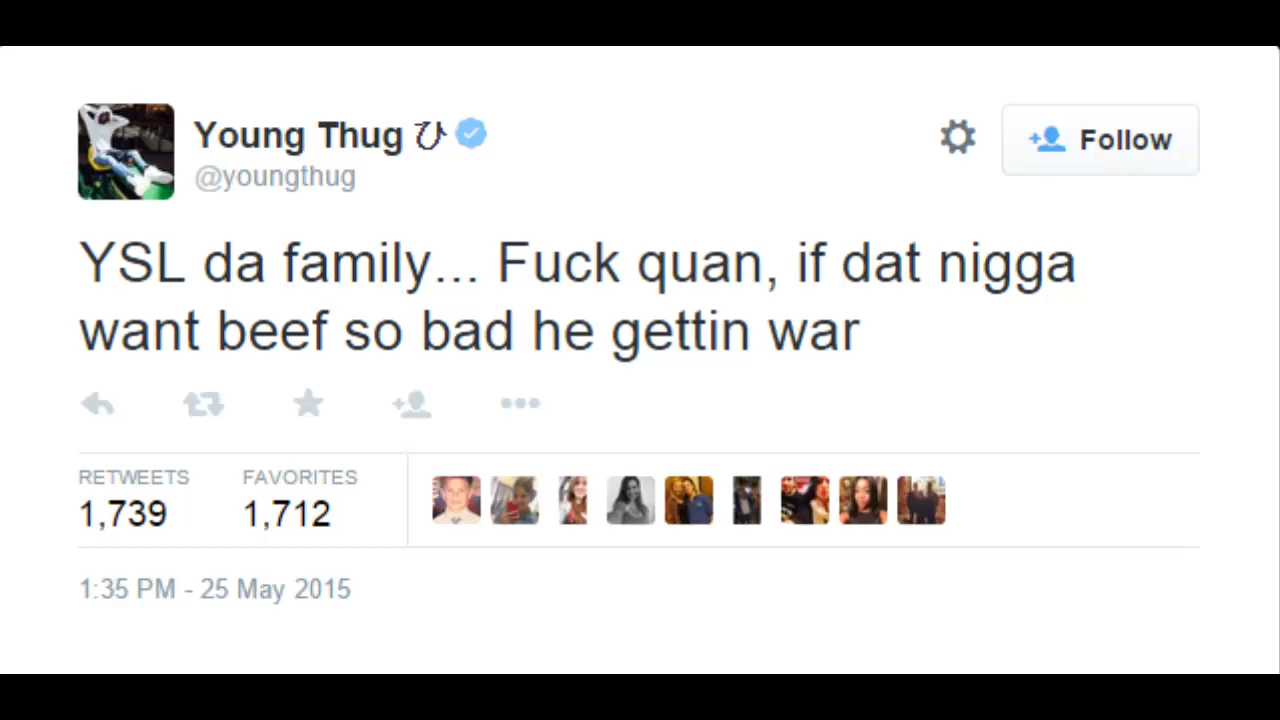 Young Thug ひ
@youngthug
Follow
YSL da family... Fuck quan, if dat nigga
want beef so bad he gettin war
RETWEETS FAVORITES
1,739 1,712
1:35 PM - 25 May 2015